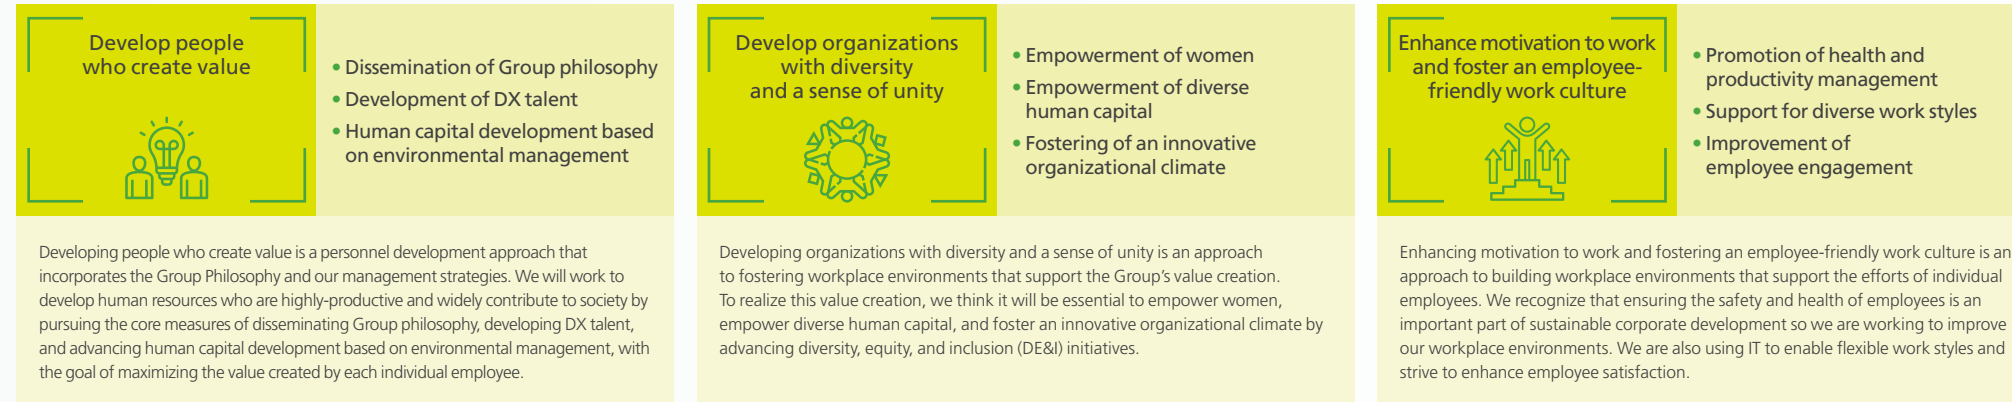 Develop people
who create value
• Dissemination of Group philosophy
• Development of DX talent
• Human capital development based
on environmental management
Developing people who create value is a personnel development approach that
incorporates the Group Philosophy and our management strategies. We will work to
develop human resources who are highly-productive and widely contribute to society by
pursuing the core measures of disseminating Group philosophy, developing DX talent,
and advancing human capital development based on environmental management, with
the goal of maximizing the value created by each individual employee.
Develop organizations
with diversity
and a sense of unity
• Empowerment of women
• Empowerment of diverse
human capital
• Fostering of an innovative
organizational climate
Developing organizations with diversity and a sense of unity is an approach
to fostering workplace environments that support the Group's value creation.
To realize this value creation, we think it will be essential to empower women,
empower diverse human capital, and foster an innovative organizational climate by
advancing diversity, equity, and inclusion (DE&I) initiatives.
Enhance motivation to work
and foster an employee-
friendly work culture
• Promotion of health and
productivity management
• Support for diverse work styles
• Improvement of
employee engagement
Enhancing motivation to work and fostering an employee-friendly work culture is an
approach to building workplace environments that support the efforts of individual
employees. We recognize that ensuring the safety and health of employees is an
important part of sustainable corporate development so we are working to improve
our workplace environments. We are also using IT to enable flexible work styles and
strive to enhance employee satisfaction.